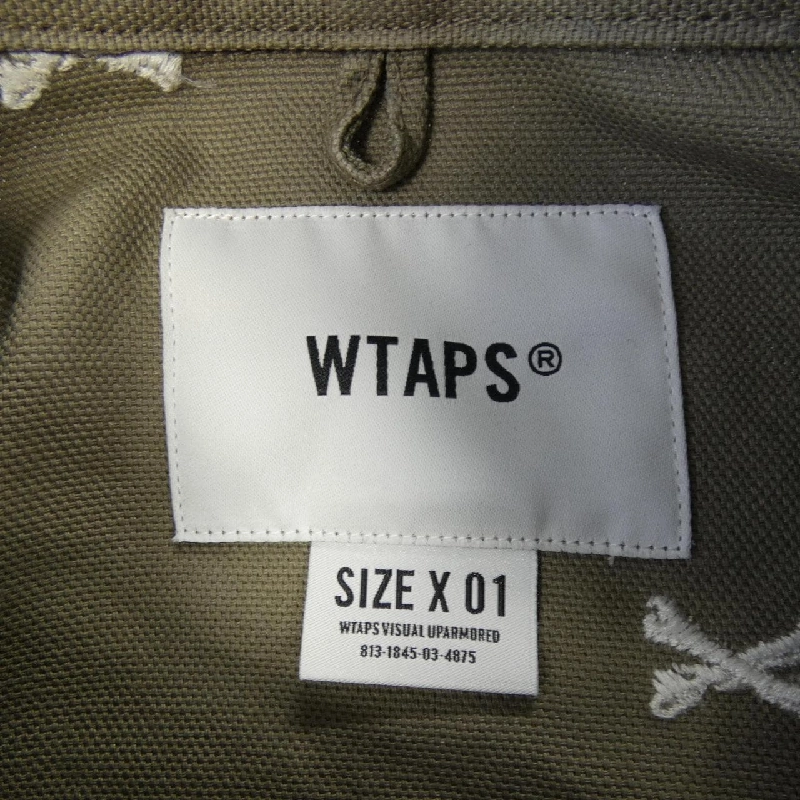 WTAPS®
SIZE X 01
WTAPS VISUAL UPARMORED
813-1845-03-4875